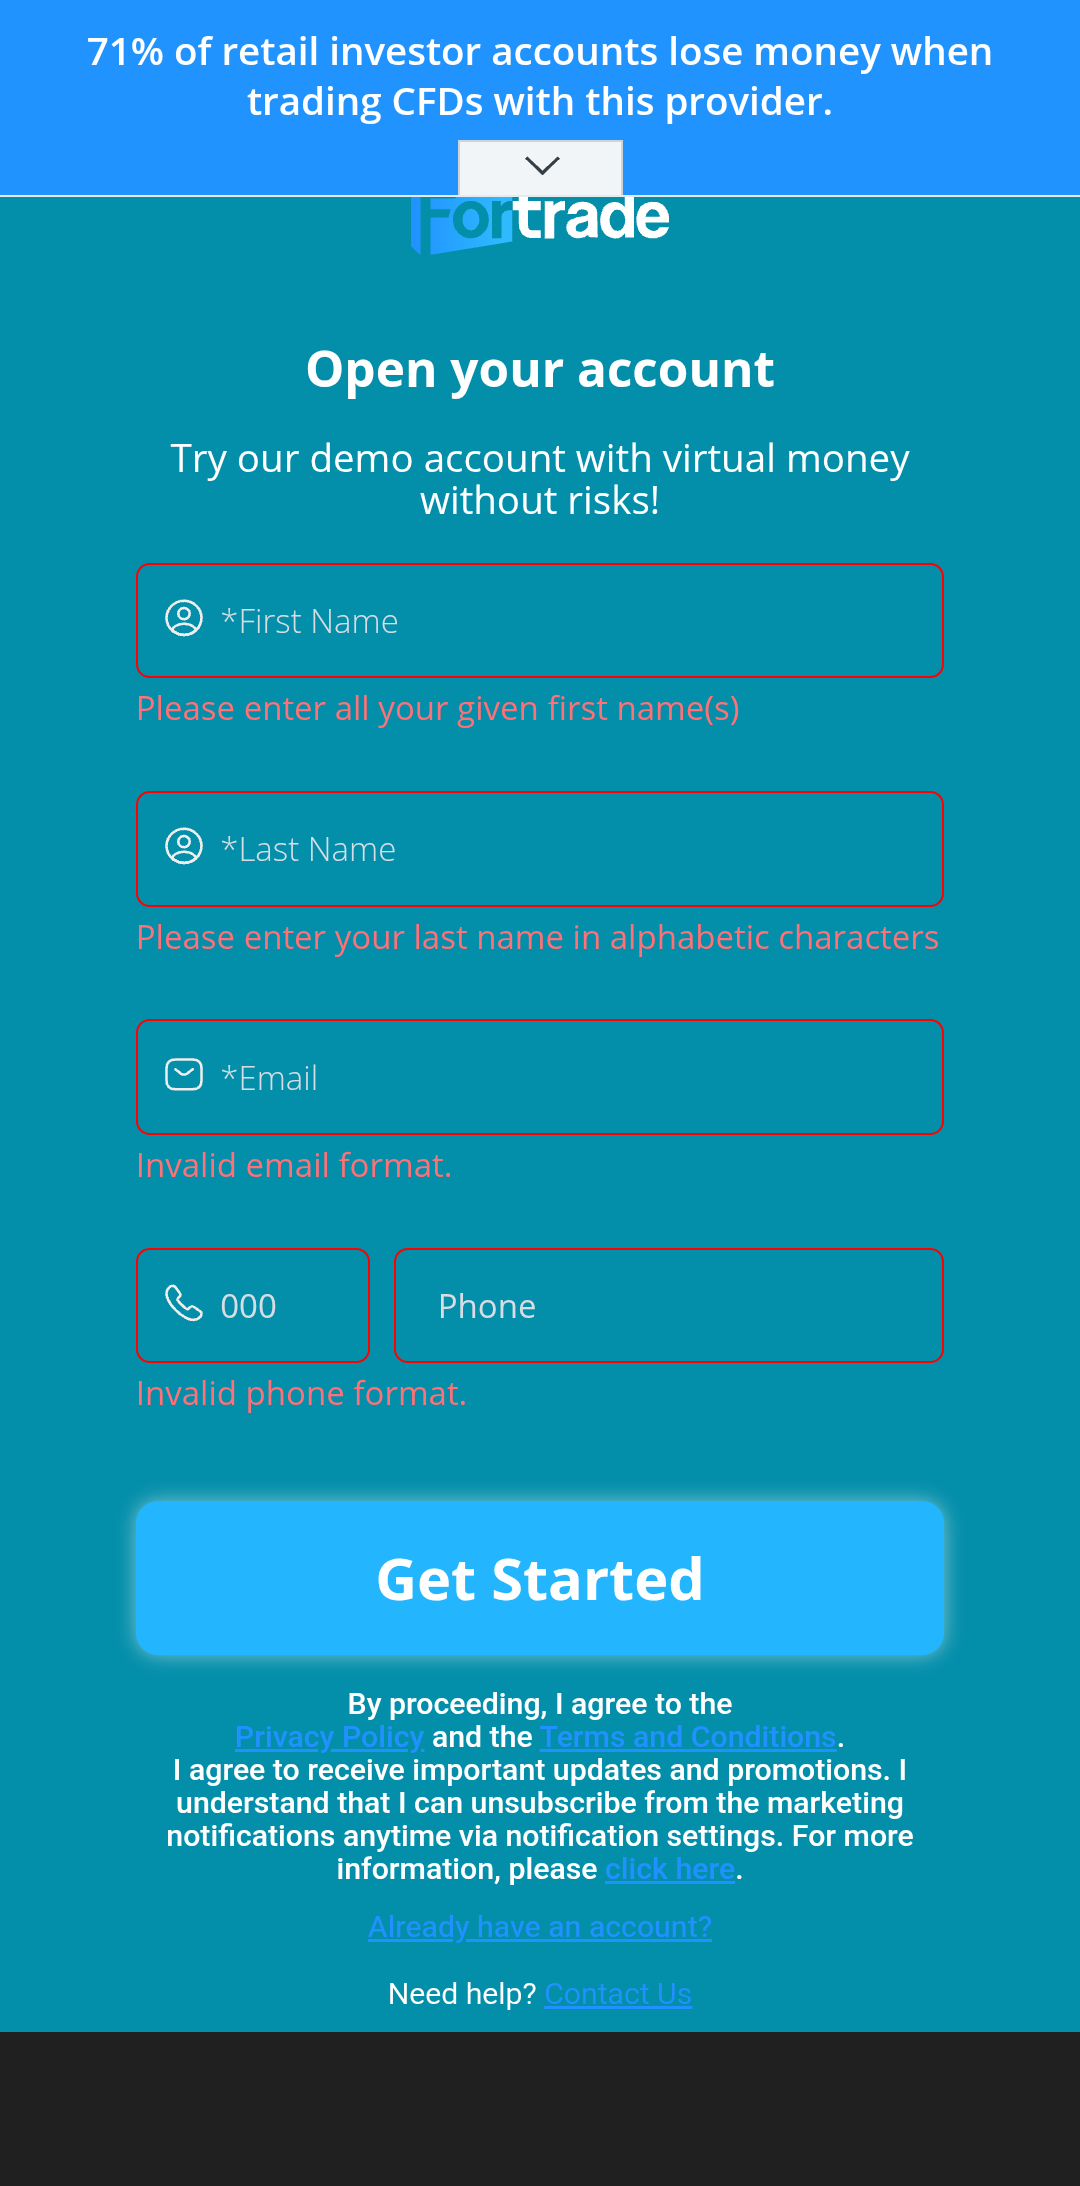 71% of retail investor accounts lose money when
trading CFDs with this provider.
Fortrade
Open your account
Try our demo account with virtual money
without risks!
*First Name
Please enter all your given first name(s)
*Last Name
Please enter your last name in alphabetic characters
*Email
Invalid email format.
000 Phone
Invalid phone format.
Get Started
By proceeding, I agree to the
Privacy Policy and the Terms and Conditions.
I agree to receive important updates and promotions. I
understand that I can unsubscribe from the marketing
notifications anytime via notification settings. For more
information, please click here.
Already have an account?
Need help? Contact Us